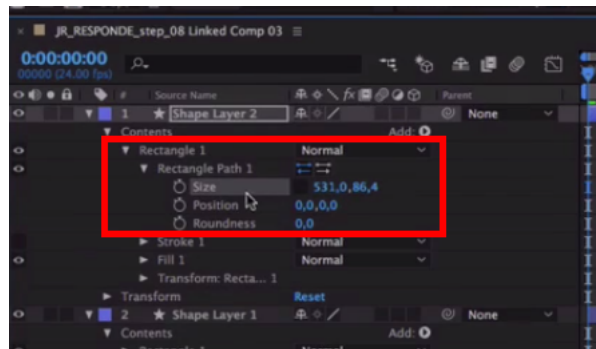 × JR_RESPONDE_step_08 Linked Comp 03 ≡
0:00:00:00
00000 (24.00 fps)
# Source Name fx Parent
1 ★ Shape Layer 2 None
Contents Add:
Rectangle 1 Normal
Rectangle Path 1
Size 531,0,86,4
Position 0,0,0,0
Roundness 0,0
Stroke 1 Normal
Fill 1 Normal
Transform: Recta... 1
Transform Reset
2 ★ Shape Layer 1 None
Contents Add: